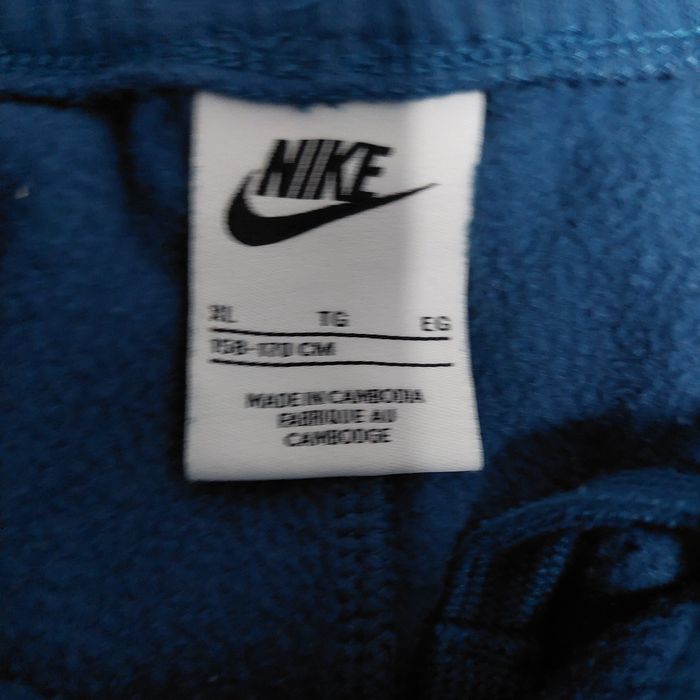 NIKE
XL TG EG
158-170 CM
MADE IN CAMBODIA
FABRIQUE AU
CAMBODGE